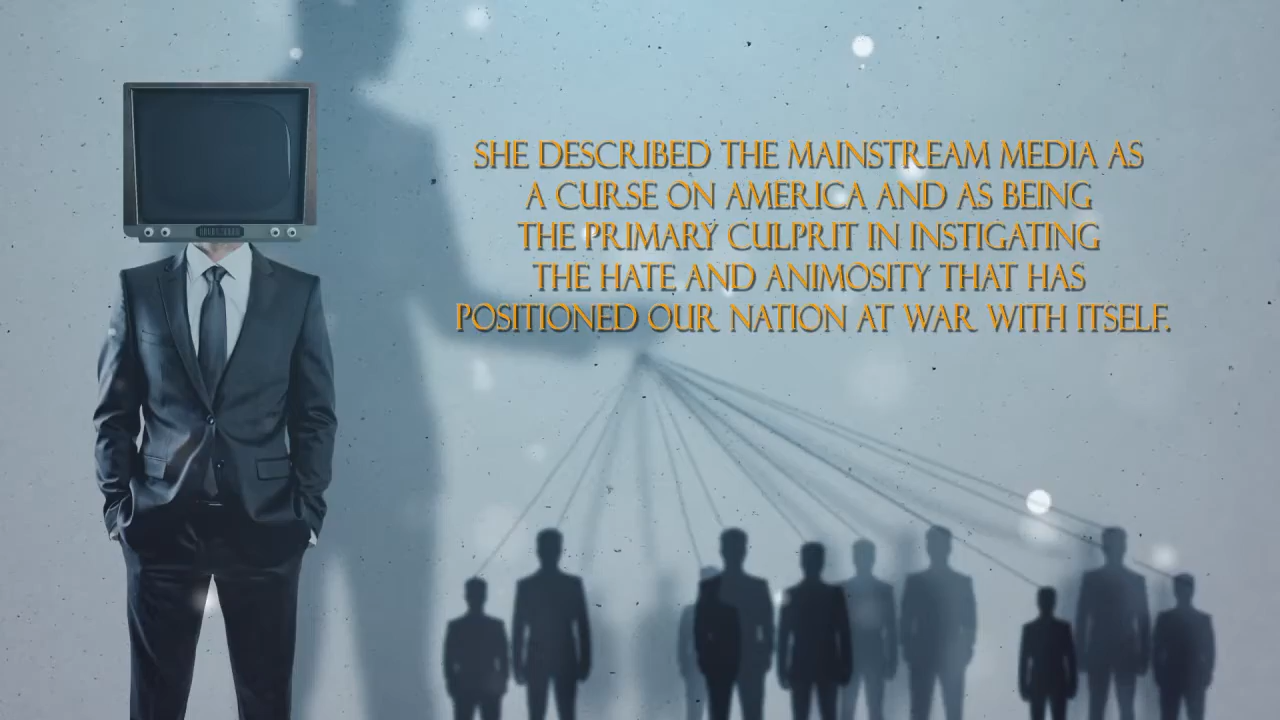 SHE DESCRIBED THE MAINSTREAM MEDIA AS
A CURSE ON AMERICA AND AS BEING
THE PRIMARY CULPRIT IN INSTIGATING
THE HATE AND ANIMOSITY THAT HAS
POSITIONED OUR NATION AT WAR WITH ITSELF.